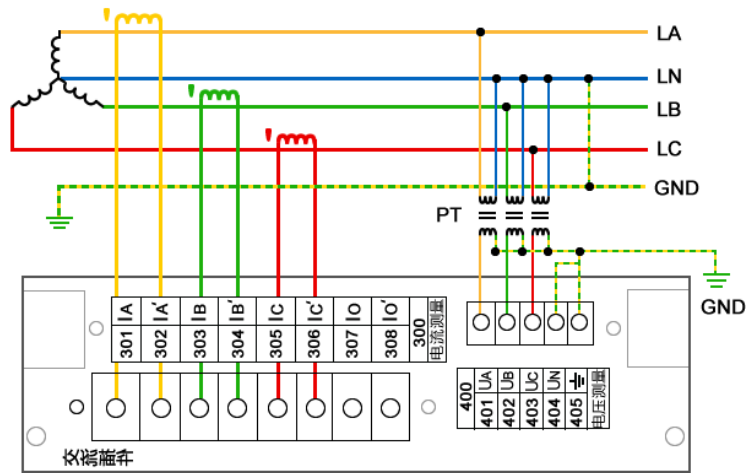 LA
LN
LB
LC
GND
PT
GND
301 IA
302 IA'
303 IB
304 IB'
305 IC
306 IC'
307 IO
308 IO'
300 电流测量
400
401 UA
402 UB
403 UC
404 UN
405
电压测量
交流插件